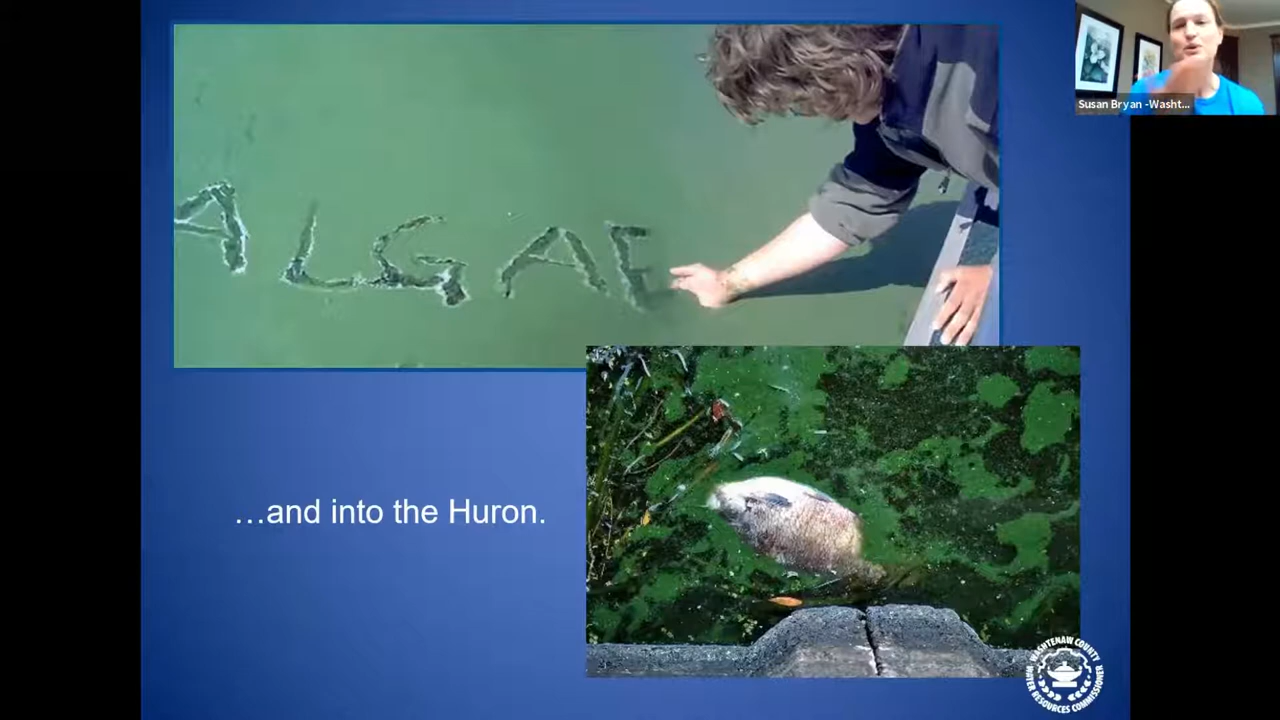 Susan Bryan -Washt...
ALGAE
…and into the Huron.
WASHTENAW COUNTY
WATER RESOURCES COMMISSIONER